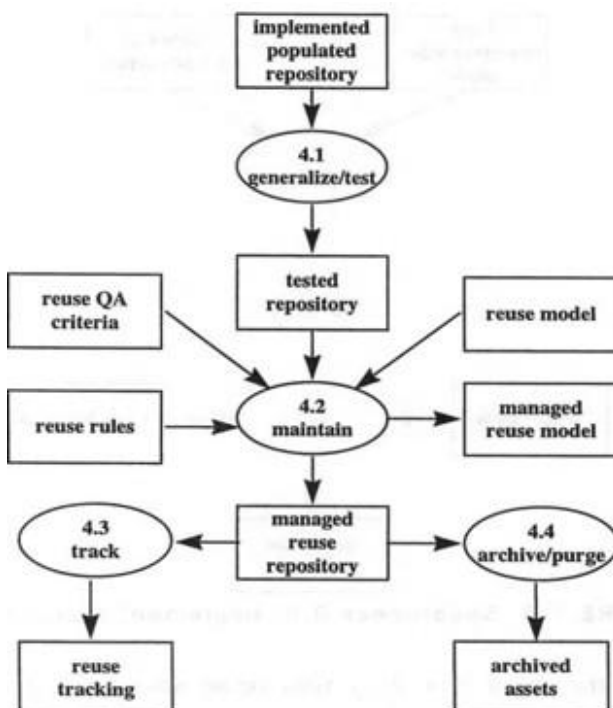 implemented
populated
repository
4.1
generalize/test
tested
repository
reuse QA
criteria
reuse model
reuse rules
4.2
maintain
managed
reuse model
4.3
track
managed
reuse
repository
4.4
archive/purge
reuse
tracking
archived
assets